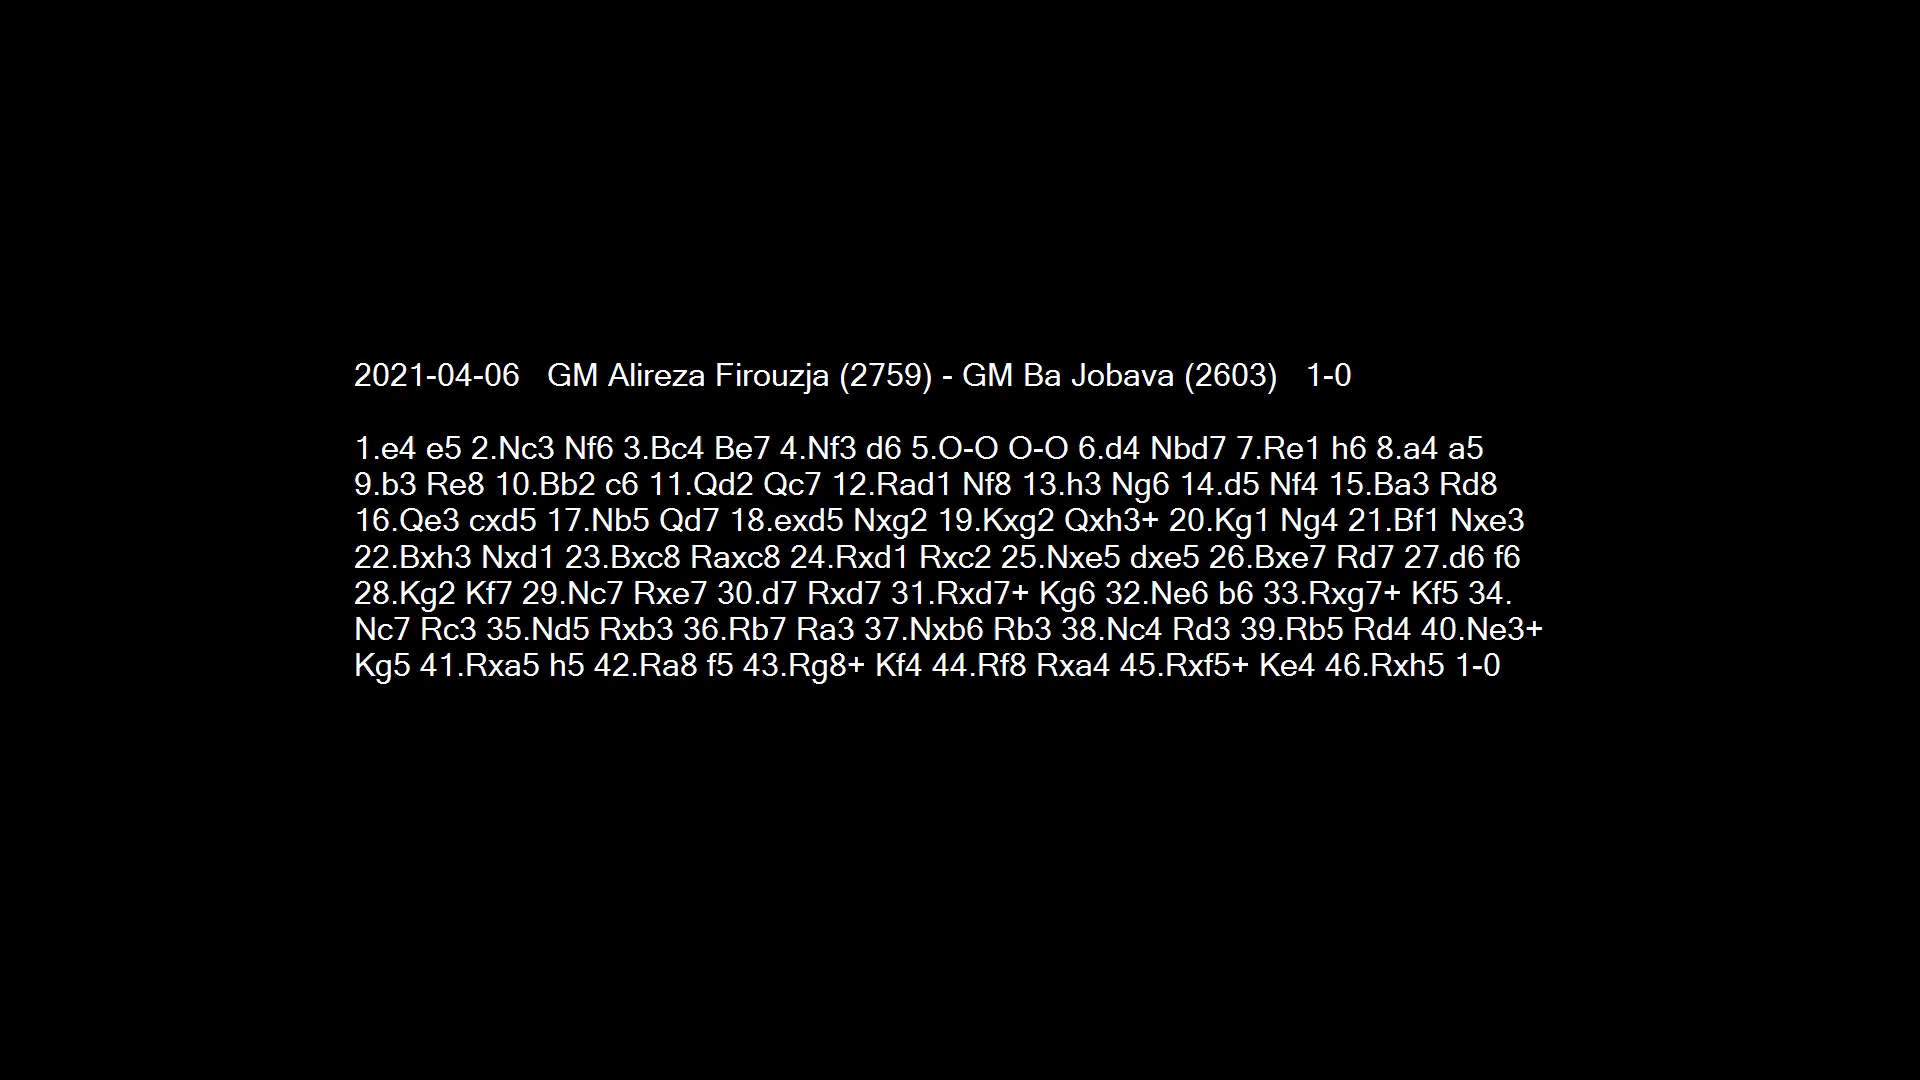 2021-04-06   GM Alireza Firouzja (2759) - GM Ba Jobava (2603)   1-0
1.e4 e5 2.Nc3 Nf6 3.Bc4 Be7 4.Nf3 d6 5.O-O O-O 6.d4 Nbd7 7.Re1 h6 8.a4 a5
9.b3 Re8 10.Bb2 c6 11.Qd2 Qc7 12.Rad1 Nf8 13.h3 Ng6 14.d5 Nf4 15.Ba3 Rd8
16.Qe3 cxd5 17.Nb5 Qd7 18.exd5 Nxg2 19.Kxg2 Qxh3+ 20.Kg1 Ng4 21.Bf1 Nxe3
22.Bxh3 Nxd1 23.Bxc8 Raxc8 24.Rxd1 Rxc2 25.Nxe5 dxe5 26.Bxe7 Rd7 27.d6 f6
28.Kg2 Kf7 29.Nc7 Rxe7 30.d7 Rxd7 31.Rxd7+ Kg6 32.Ne6 b6 33.Rxg7+ Kf5 34.
Nc7 Rc3 35.Nd5 Rxb3 36.Rb7 Ra3 37.Nxb6 Rb3 38.Nc4 Rd3 39.Rb5 Rd4 40.Ne3+
Kg5 41.Rxa5 h5 42.Ra8 f5 43.Rg8+ Kf4 44.Rf8 Rxa4 45.Rxf5+ Ke4 46.Rxh5 1-0